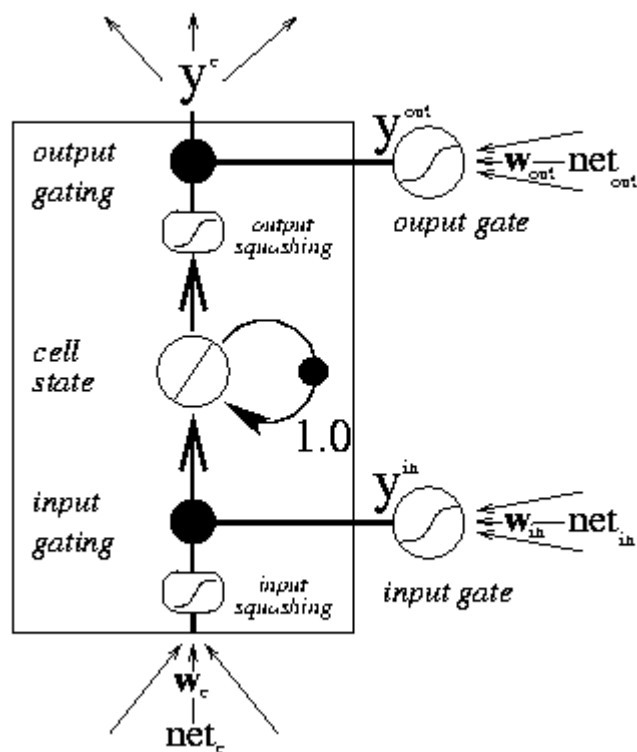 y^c
y^out
output
gating
w_out net_out
output
squashing
ouput gate
cell
state
1.0
y^in
input
gating
w_in net_in
input
squashing
input gate
w_c
net_c